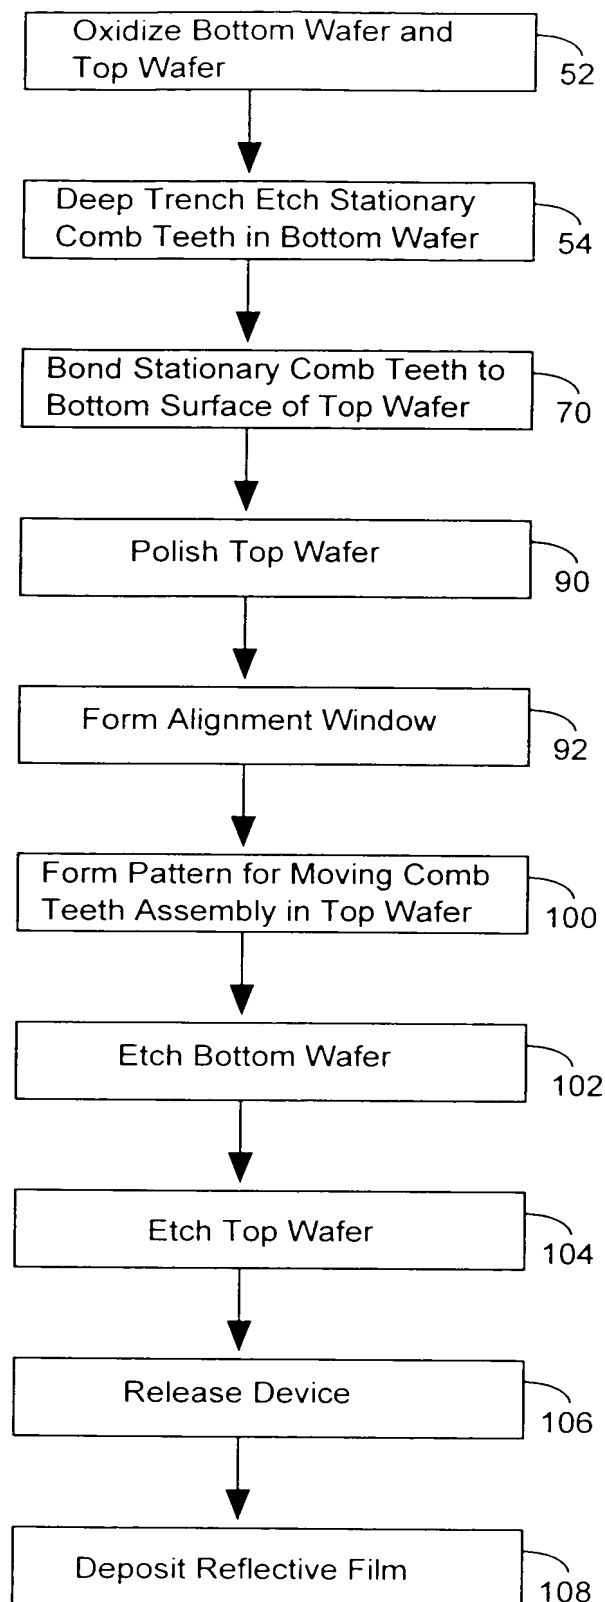 Oxidize Bottom Wafer and
Top Wafer
52
Deep Trench Etch Stationary
Comb Teeth in Bottom Wafer
54
Bond Stationary Comb Teeth to
Bottom Surface of Top Wafer
70
Polish Top Wafer
90
Form Alignment Window
92
Form Pattern for Moving Comb
Teeth Assembly in Top Wafer
100
Etch Bottom Wafer
102
Etch Top Wafer
104
Release Device
106
Deposit Reflective Film
108